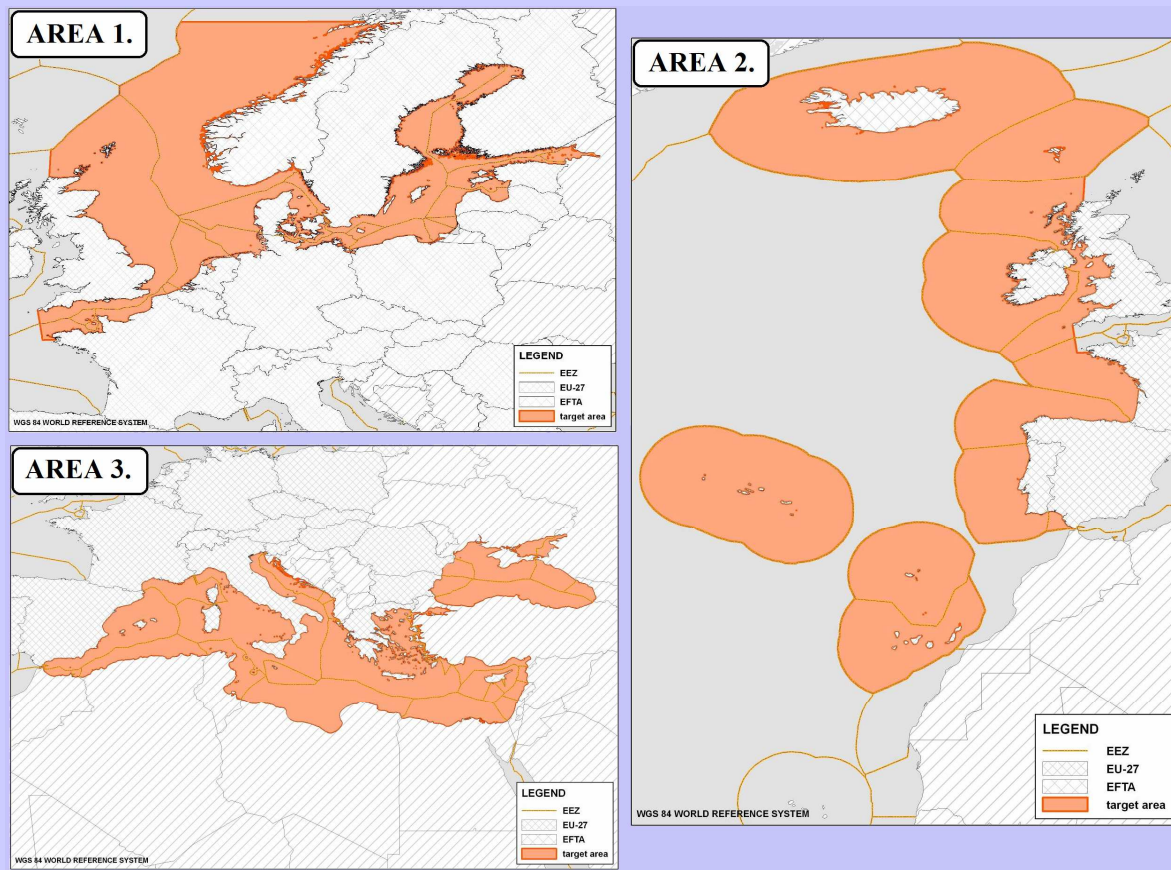 AREA 1.
LEGEND
EEZ
EU-27
EFTA
target area
WGS 84 WORLD REFERENCE SYSTEM
AREA 2.
LEGEND
EEZ
EU-27
EFTA
target area
WGS 84 WORLD REFERENCE SYSTEM
AREA 3.
LEGEND
EEZ
EU-27
EFTA
target area
WGS 84 WORLD REFERENCE SYSTEM